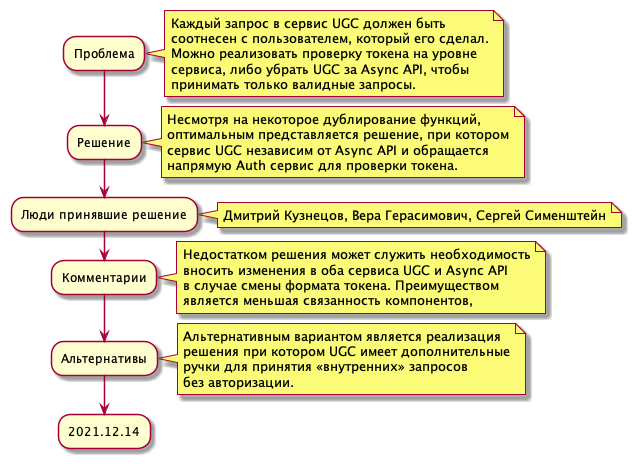 Проблема
Каждый запрос в сервис UGC должен быть
соотнесен с пользователем, который его сделал.
Можно реализовать проверку токена на уровне
сервиса, либо убрать UGC за Async API, чтобы
принимать только валидные запросы.
Решение
Несмотря на некоторое дублирование функций,
оптимальным представляется решение, при котором
сервис UGC независим от Async API и обращается
напрямую Auth сервис для проверки токена.
Люди принявшие решение
Дмитрий Кузнецов, Вера Герасимович, Сергей Сименштейн
Комментарии
Недостатком решения может служить необходимость
вносить изменения в оба сервиса UGC и Async API
в случае смены формата токена. Преимуществом
является меньшая связанность компонентов,
Альтернативы
Альтернативным вариантом является реализация
решения при котором UGC имеет дополнительные
ручки для принятия «внутренних» запросов
без авторизации.
2021.12.14